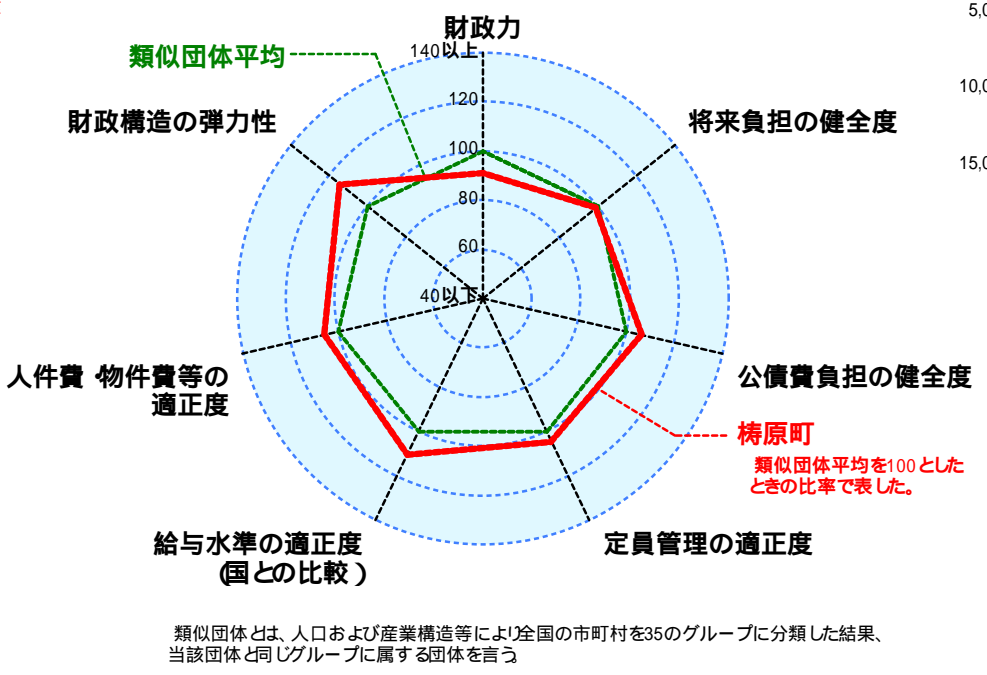 5,0
財政力
140以上
類似団体平均
10,0
120
財政構造の弾力性
将来負担の健全度
100
15,0
80
60
40以下
人件費・物件費等の
適正度
公債費負担の健全度
梼原町
類似団体平均を100とした
ときの比率で表した。
給与水準の適正度
(国との比較)
定員管理の適正度
類似団体とは、人口および産業構造等により全国の市町村を35のグループに分類した結果、
当該団体と同じグループに属する団体を言う。